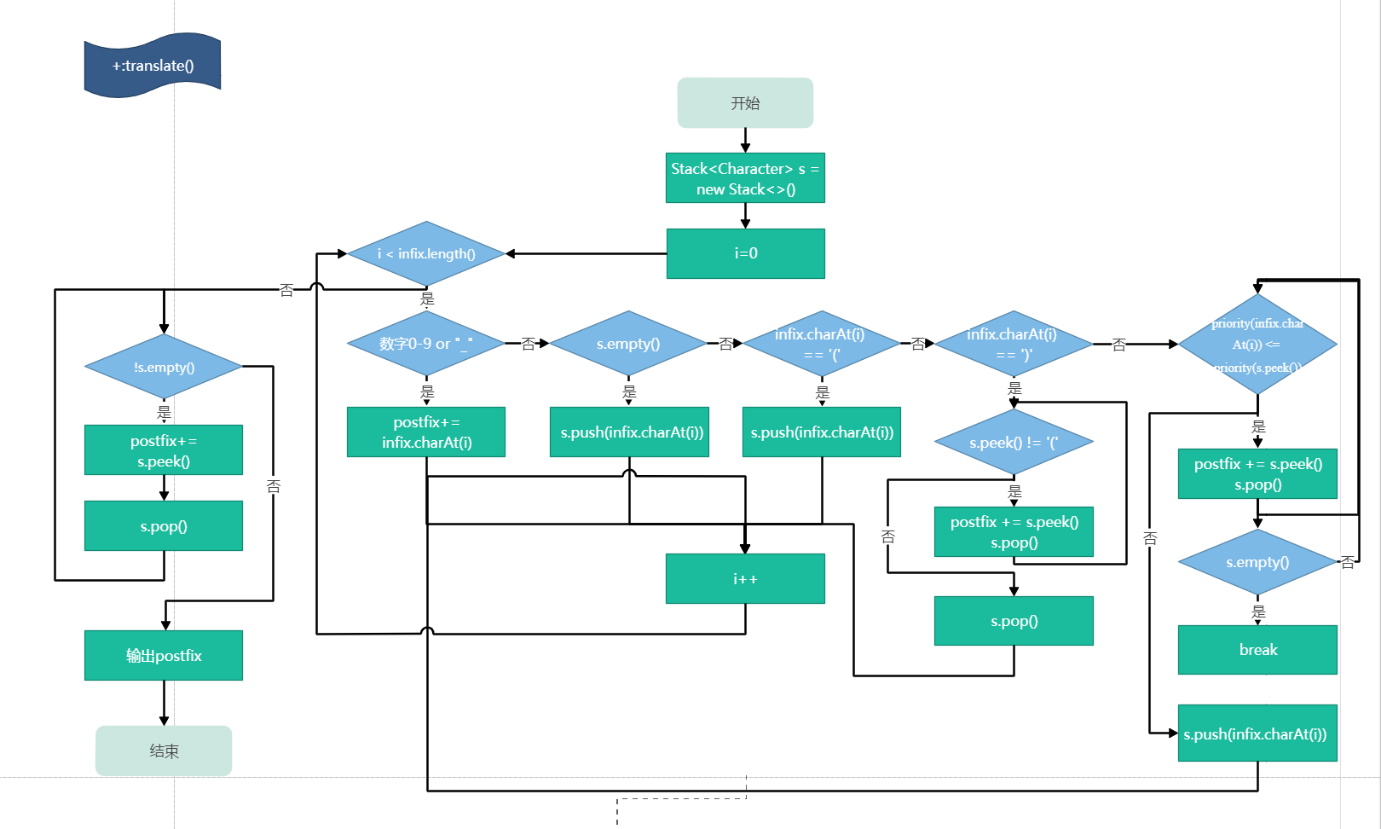 +:translate()
开始
Stack<Character> s =
new Stack<>()
i=0
i < infix.length()
否
是
数字0-9 or "_"
否
s.empty()
否
infix.charAt(i)
== '('
否
infix.charAt(i)
== ')'
否
priority(infix.char
At(i)) <=
priority(s.peek())
!s.empty()
是
postfix+=
s.peek()
s.pop()
否
输出postfix
结束
是
postfix+=
infix.charAt(i)
是
s.push(infix.charAt(i))
是
s.push(infix.charAt(i))
i++
是
s.peek() != '('
是
postfix += s.peek()
s.pop()
否
s.pop()
是
postfix += s.peek()
s.pop()
s.empty()
否
是
break
否
s.push(infix.charAt(i))